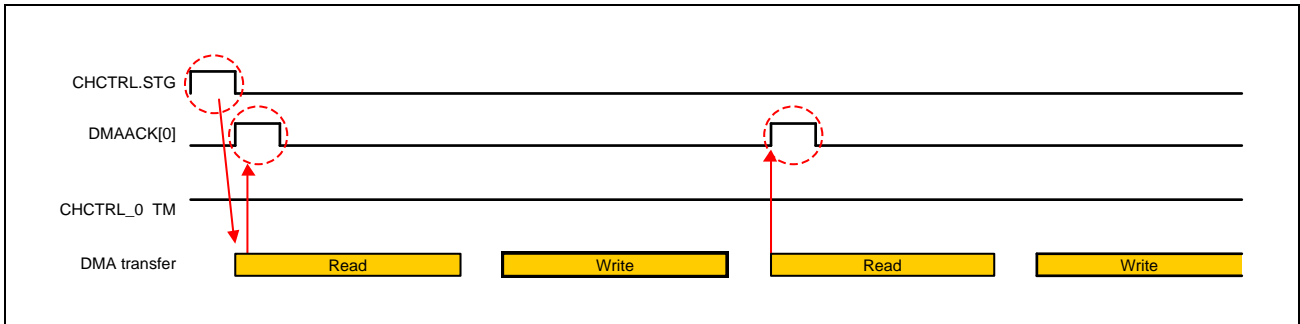 CHCTRL.STG
DMAACK[0]
CHCTRL_0 TM
DMA transfer
Read
Write
Read
Write